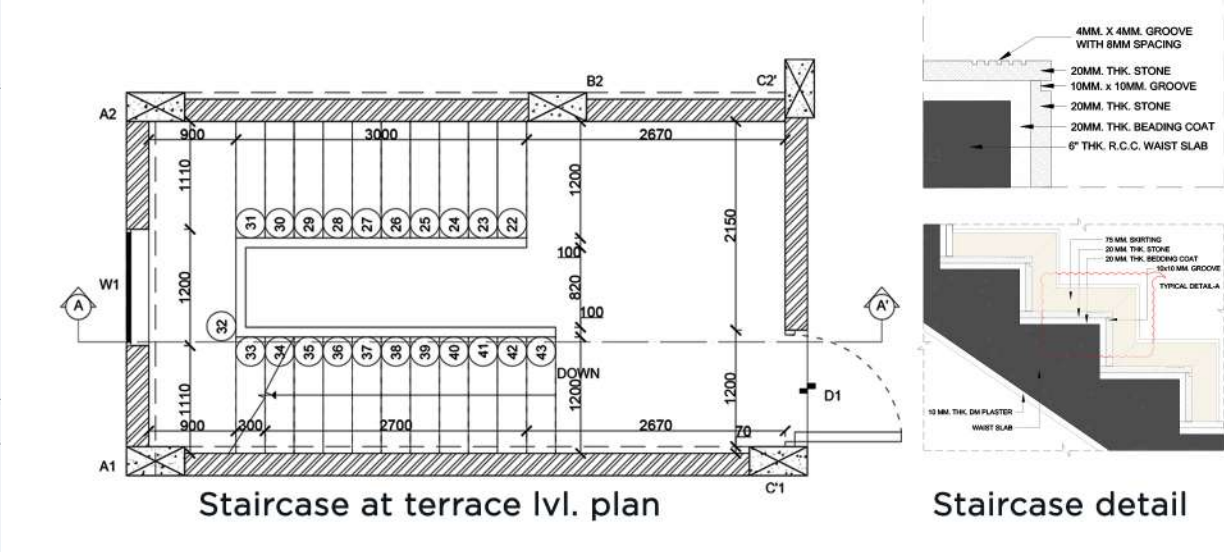 A2
B2
C2'
900
3000
2670
1110
1200
2150
31
30
29
28
27
26
25
24
23
22
100
W1
1200
820
A
A'
32
100
33
34
35
36
37
38
39
40
41
42
43
DOWN
1110
1200
1200
D1
900
300
2700
2670
70
A1
C'1
Staircase at terrace lvl. plan
4MM. X 4MM. GROOVE
WITH 8MM SPACING
20MM. THK. STONE
10MM. x 10MM. GROOVE
20MM. THK. STONE
20MM. THK. BEADING COAT
6" THK. R.C.C. WAIST SLAB
75 MM. SKIRTING
20 MM. THK. STONE
20 MM. THK. BEDDING COAT
10x10 MM. GROOVE
TYPICAL DETAIL-A
10 MM. THK. DM PLASTER
WAIST SLAB
Staircase detail